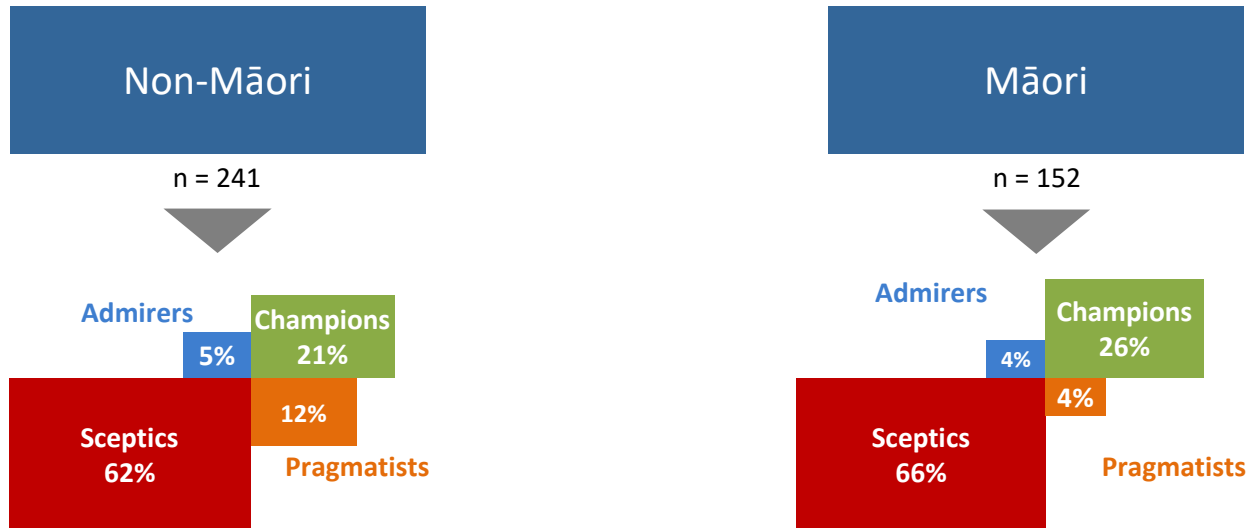 Non-Māori
n = 241
Admirers
5%
Champions
21%
Sceptics
62%
12%
Pragmatists
Māori
n = 152
Admirers
4%
Champions
26%
Sceptics
66%
4%
Pragmatists